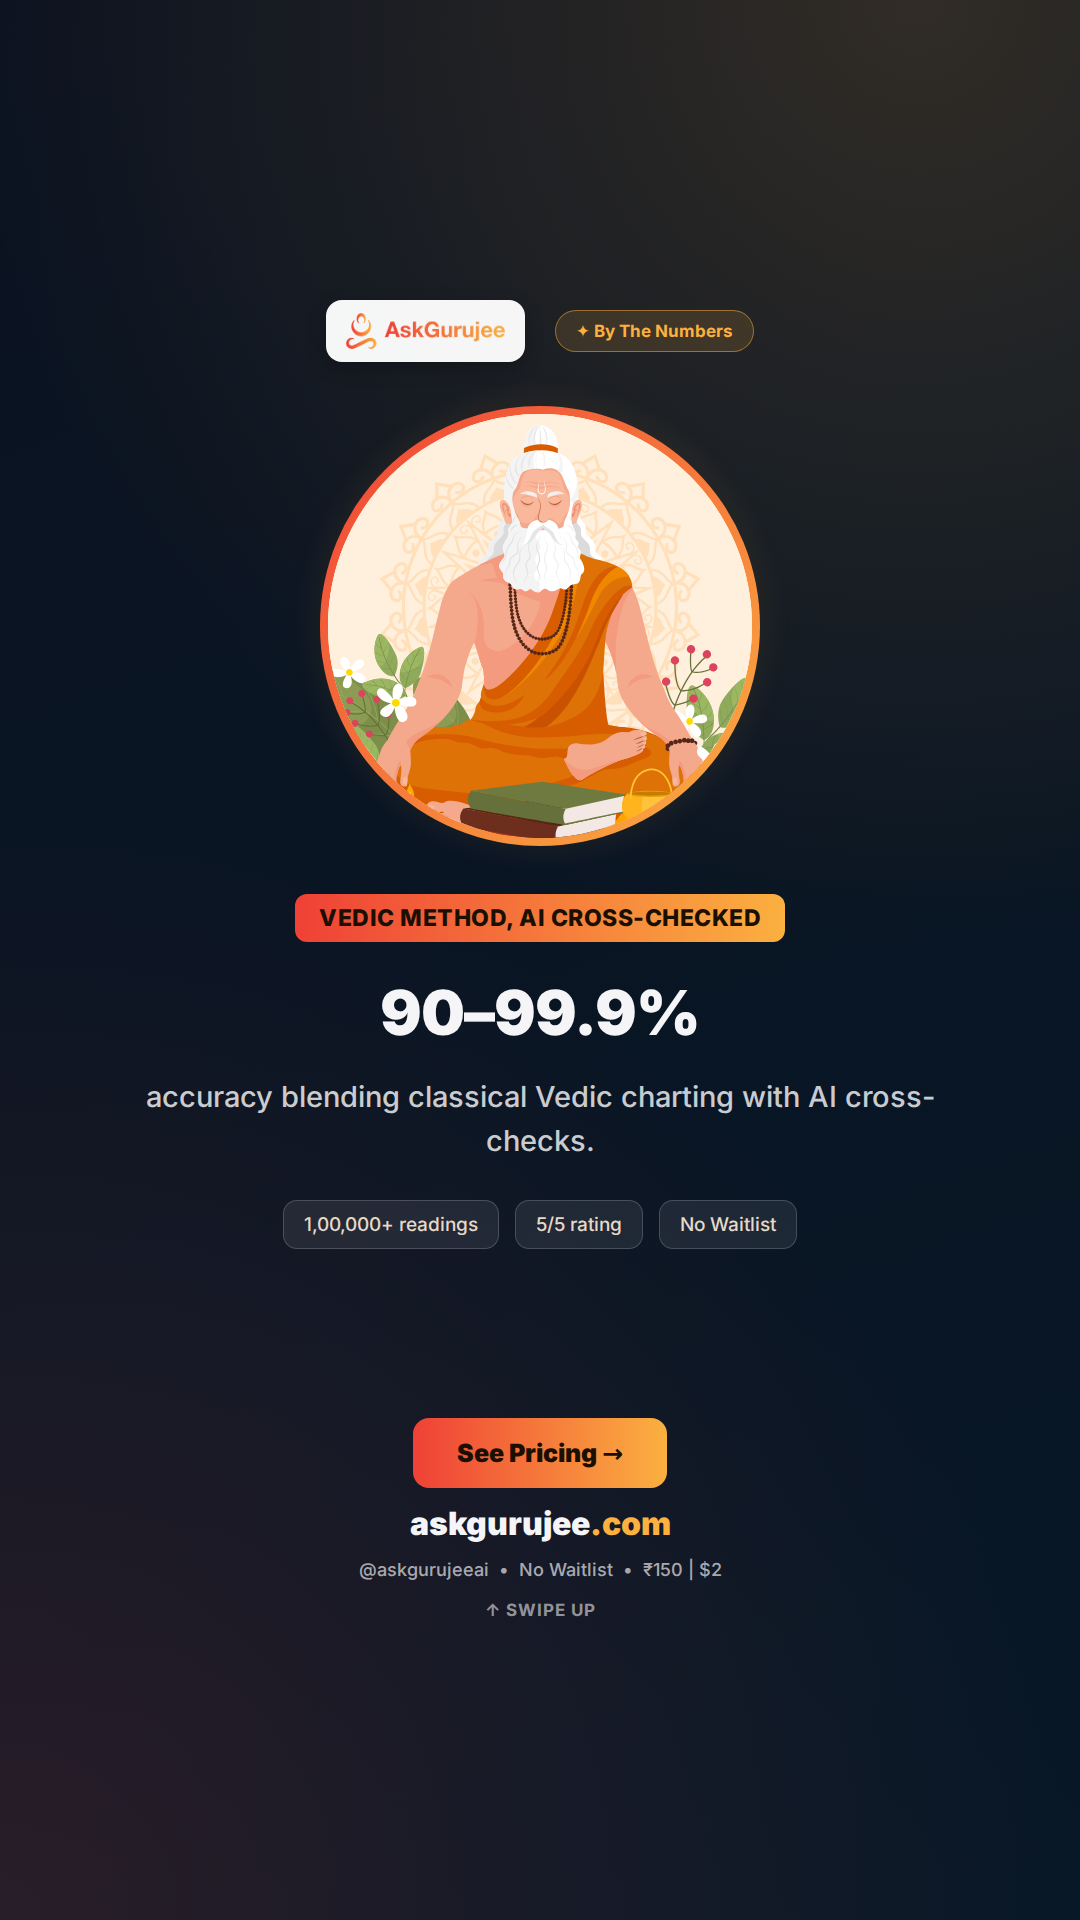 AskGurujee
✦ By The Numbers
VEDIC METHOD, AI CROSS-CHECKED
90–99.9%
accuracy blending classical Vedic charting with AI cross-
checks.
1,00,000+ readings
5/5 rating
No Waitlist
See Pricing →
askgurujee.com
@askgurujeeai • No Waitlist • ₹150 | $2
↑ SWIPE UP